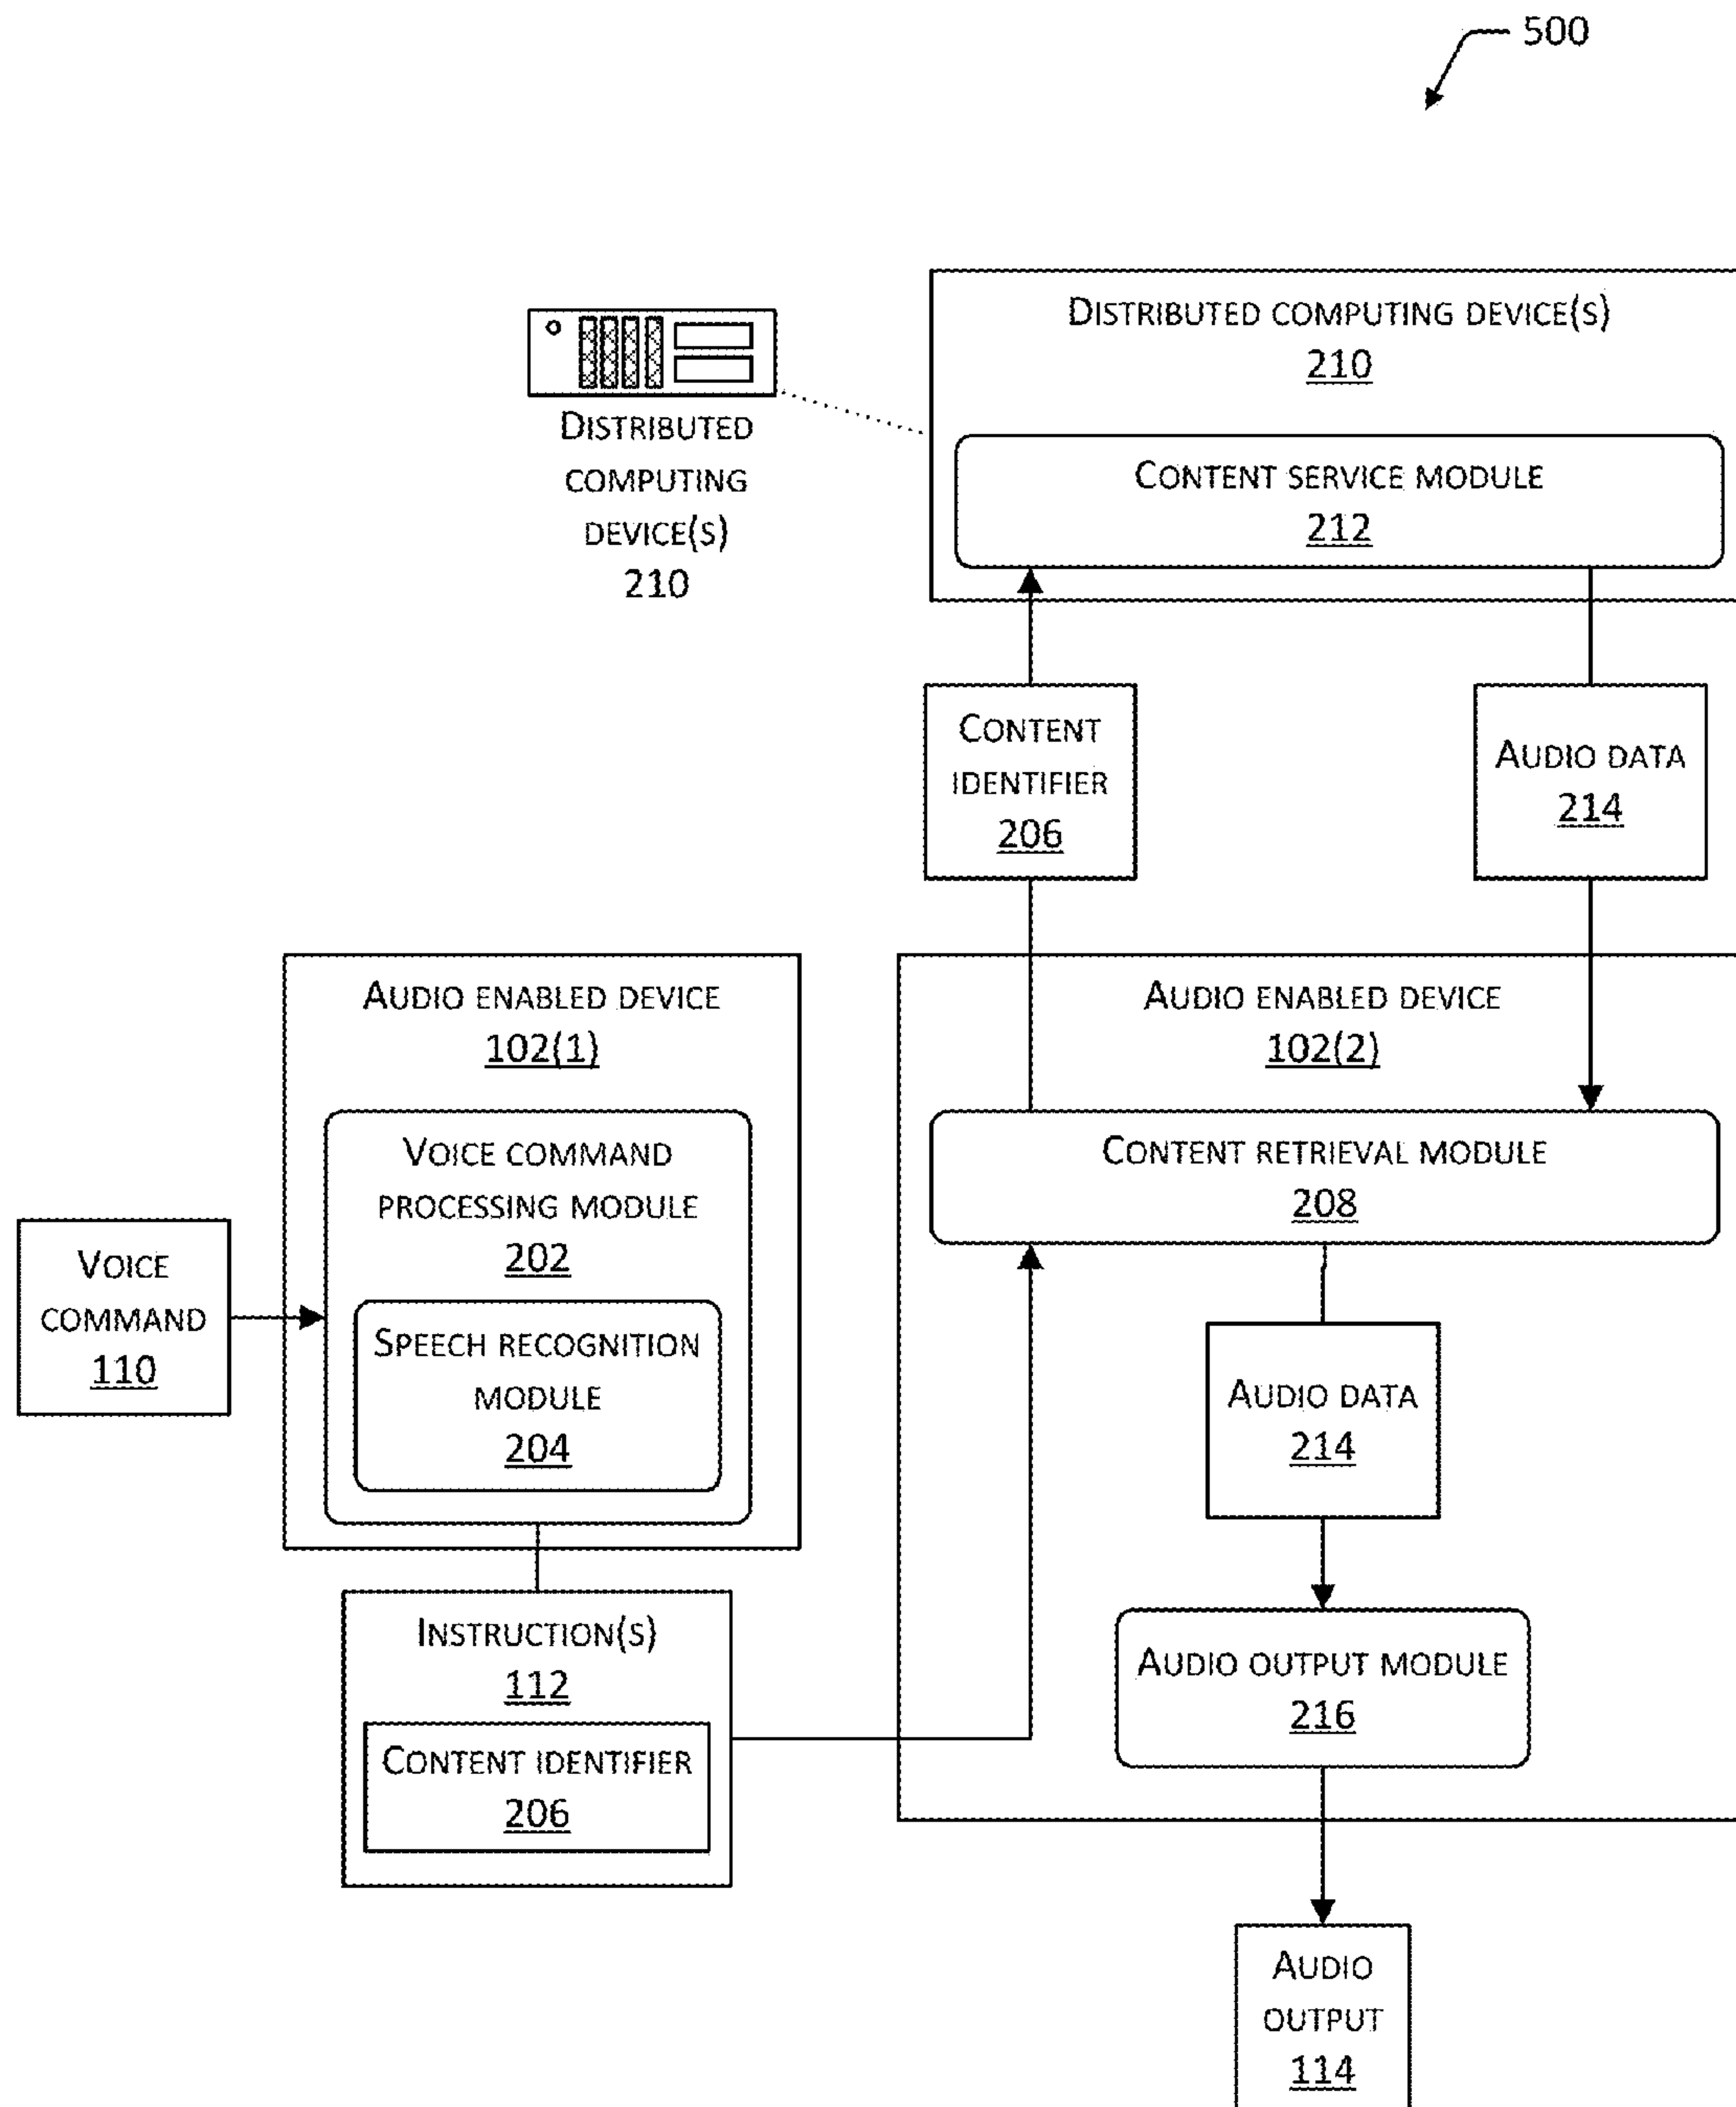 500
DISTRIBUTED COMPUTING DEVICE(S)
210
CONTENT SERVICE MODULE
212
DISTRIBUTED
COMPUTING
DEVICE(S)
210
CONTENT
IDENTIFIER
206
AUDIO DATA
214
AUDIO ENABLED DEVICE
102(1)
VOICE COMMAND
PROCESSING MODULE
202
SPEECH RECOGNITION
MODULE
204
VOICE
COMMAND
110
INSTRUCTION(S)
112
CONTENT IDENTIFIER
206
AUDIO ENABLED DEVICE
102(2)
CONTENT RETRIEVAL MODULE
208
AUDIO DATA
214
AUDIO OUTPUT MODULE
216
AUDIO
OUTPUT
114